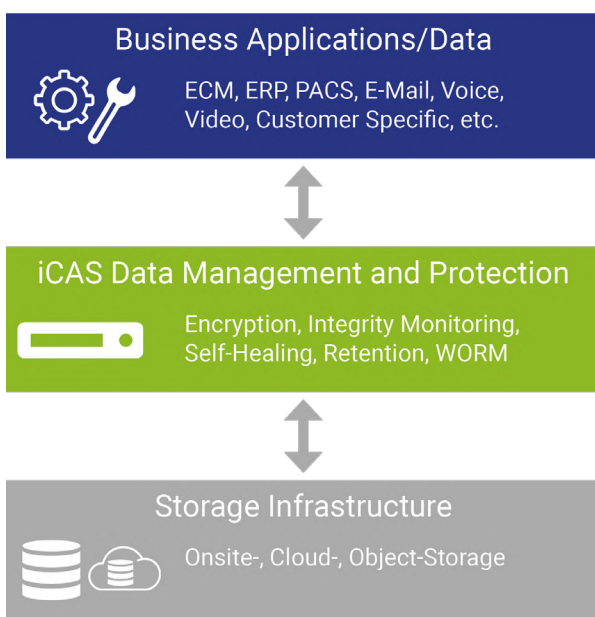 Business Applications/Data
ECM, ERP, PACS, E-Mail, Voice,
Video, Customer Specific, etc.
iCAS Data Management and Protection
Encryption, Integrity Monitoring,
Self-Healing, Retention, WORM
Storage Infrastructure
Onsite-, Cloud-, Object-Storage